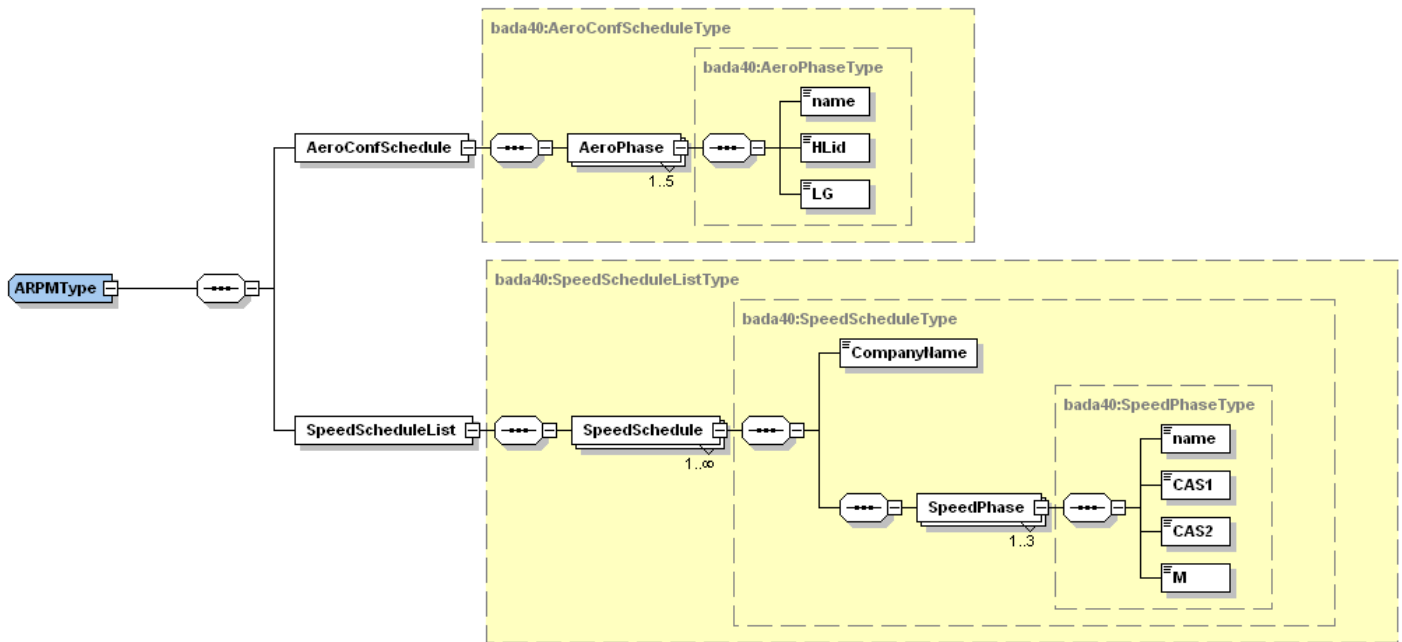 bada40:AeroConfScheduleType
bada40:AeroPhaseType
name
AeroConfSchedule
AeroPhase
HLid
1..5
LG
ARPMType
bada40:SpeedScheduleListType
bada40:SpeedScheduleType
CompanyName
bada40:SpeedPhaseType
SpeedScheduleList
SpeedSchedule
1..∞
name
CAS1
SpeedPhase
1..3
CAS2
M